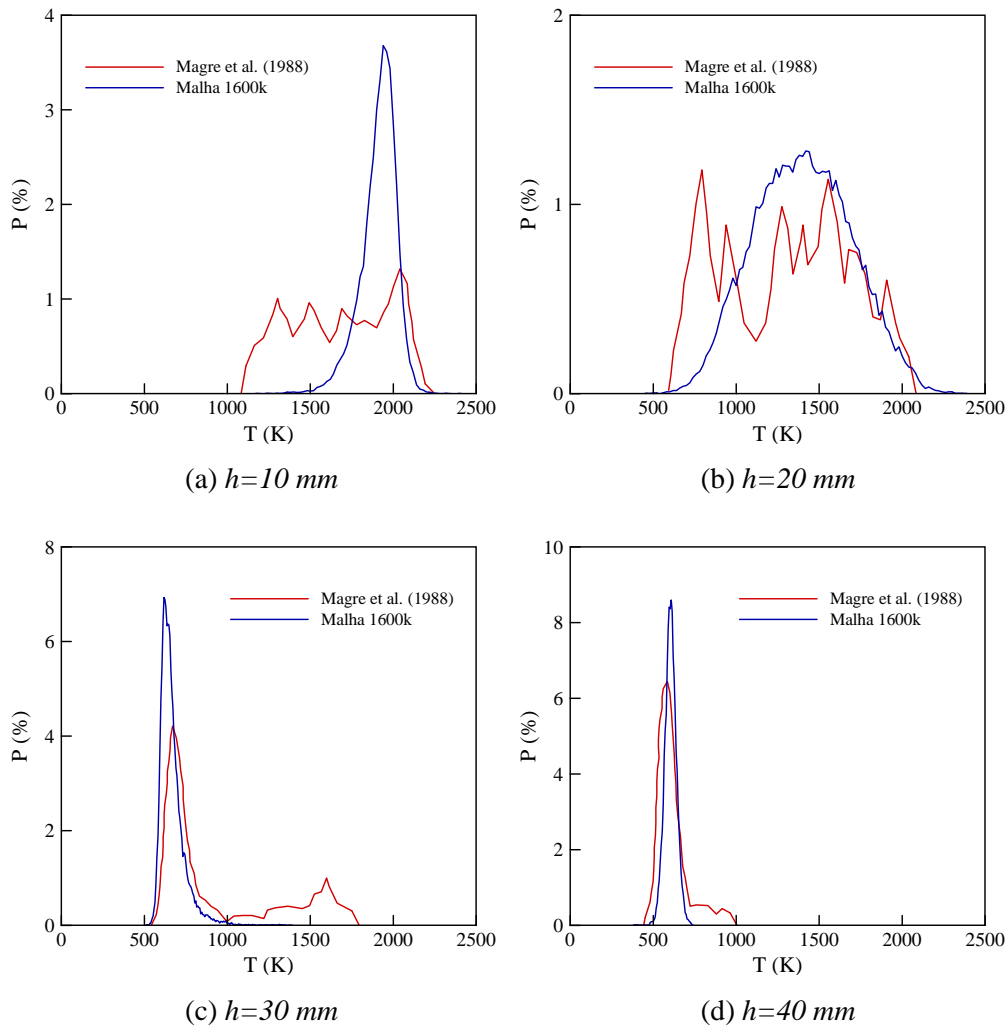 4
3
2
1
0
P (%)
Magre et al. (1988)
Malha 1600k
0 500 1000 1500 2000 2500
T (K)
(a) h=10 mm
2
1
0
P (%)
Magre et al. (1988)
Malha 1600k
0 500 1000 1500 2000 2500
T (K)
(b) h=20 mm
8
6
4
2
0
P (%)
Magre et al. (1988)
Malha 1600k
0 500 1000 1500 2000 2500
T (K)
(c) h=30 mm
10
8
6
4
2
0
P (%)
Magre et al. (1988)
Malha 1600k
0 500 1000 1500 2000 2500
T (K)
(d) h=40 mm